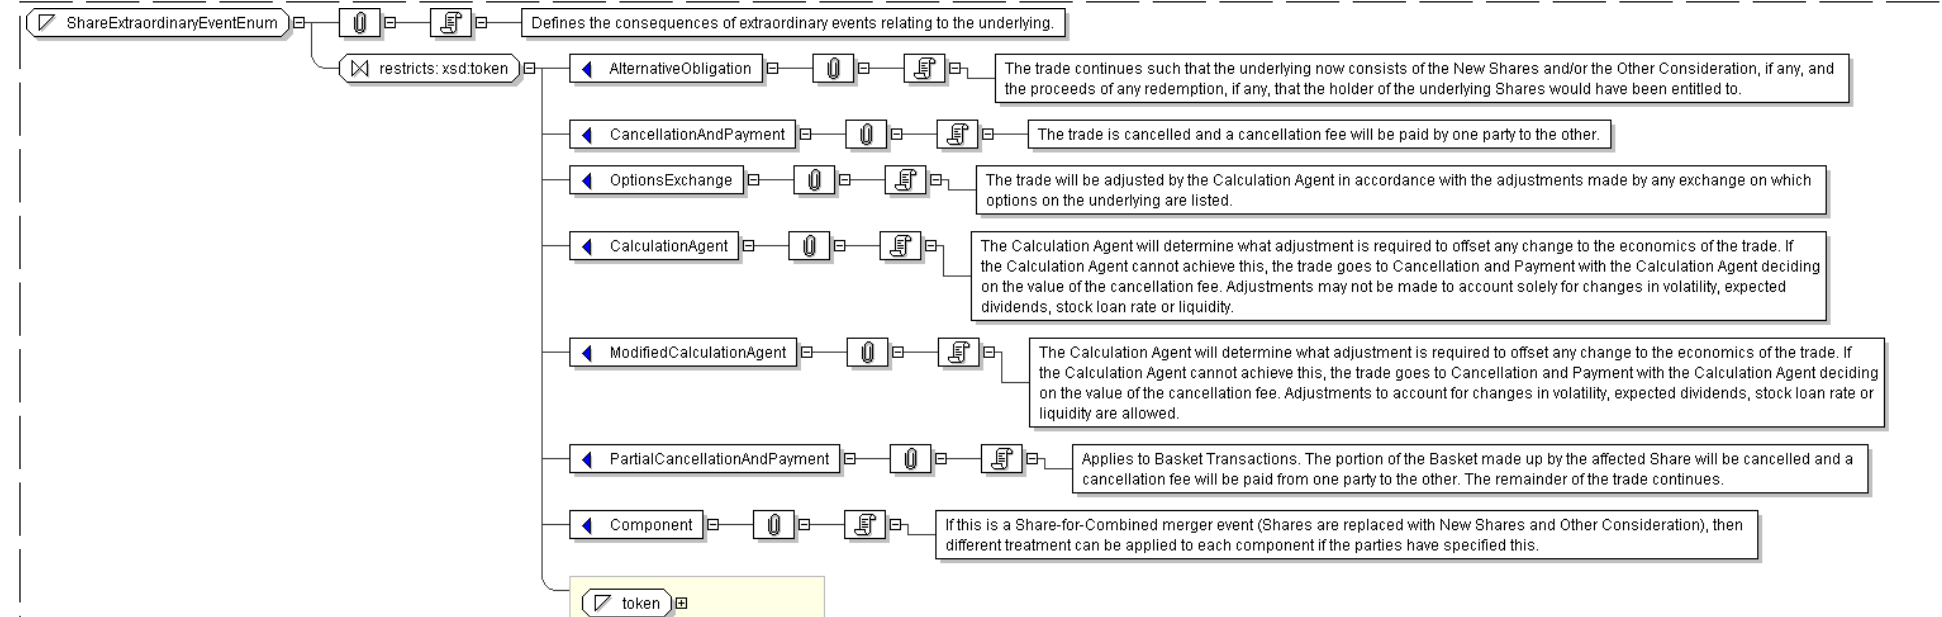 ShareExtraordinaryEventEnum
Defines the consequences of extraordinary events relating to the underlying.
restricts: xsd:token
AlternativeObligation
The trade continues such that the underlying now consists of the New Shares and/or the Other Consideration, if any, and
the proceeds of any redemption, if any, that the holder of the underlying Shares would have been entitled to.
CancellationAndPayment
The trade is cancelled and a cancellation fee will be paid by one party to the other.
OptionsExchange
The trade will be adjusted by the Calculation Agent in accordance with the adjustments made by any exchange on which
options on the underlying are listed.
CalculationAgent
The Calculation Agent will determine what adjustment is required to offset any change to the economics of the trade. If
the Calculation Agent cannot achieve this, the trade goes to Cancellation and Payment with the Calculation Agent deciding
on the value of the cancellation fee. Adjustments may not be made to account solely for changes in volatility, expected
dividends, stock loan rate or liquidity.
ModifiedCalculationAgent
The Calculation Agent will determine what adjustment is required to offset any change to the economics of the trade. If
the Calculation Agent cannot achieve this, the trade goes to Cancellation and Payment with the Calculation Agent deciding
on the value of the cancellation fee. Adjustments to account for changes in volatility, expected dividends, stock loan rate or
liquidity are allowed.
PartialCancellationAndPayment
Applies to Basket Transactions. The portion of the Basket made up by the affected Share will be cancelled and a
cancellation fee will be paid from one party to the other. The remainder of the trade continues.
Component
If this is a Share-for-Combined merger event (Shares are replaced with New Shares and Other Consideration), then
different treatment can be applied to each component if the parties have specified this.
token